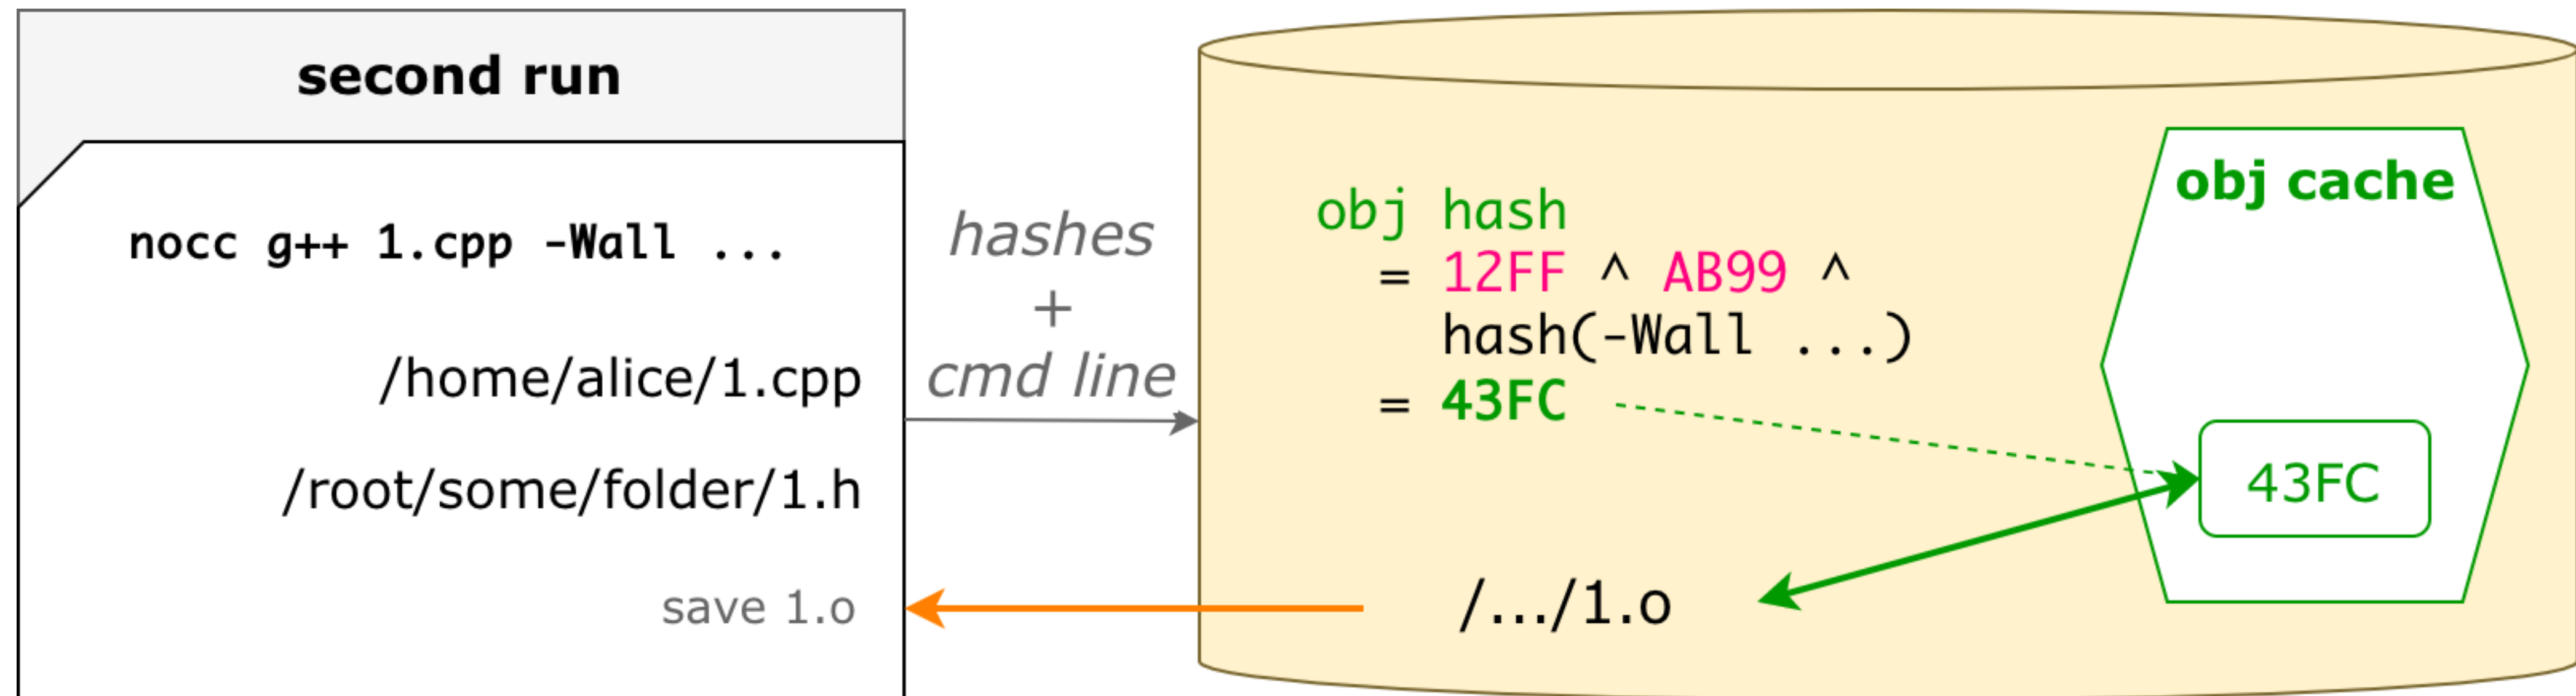 second run
nocc g++ 1.cpp -Wall ...
/home/alice/1.cpp
/root/some/folder/1.h
save 1.o
hashes
+
cmd line
obj hash
= 12FF ^ AB99 ^
hash(-Wall ...)
= 43FC
/.../1.o
obj cache
43FC